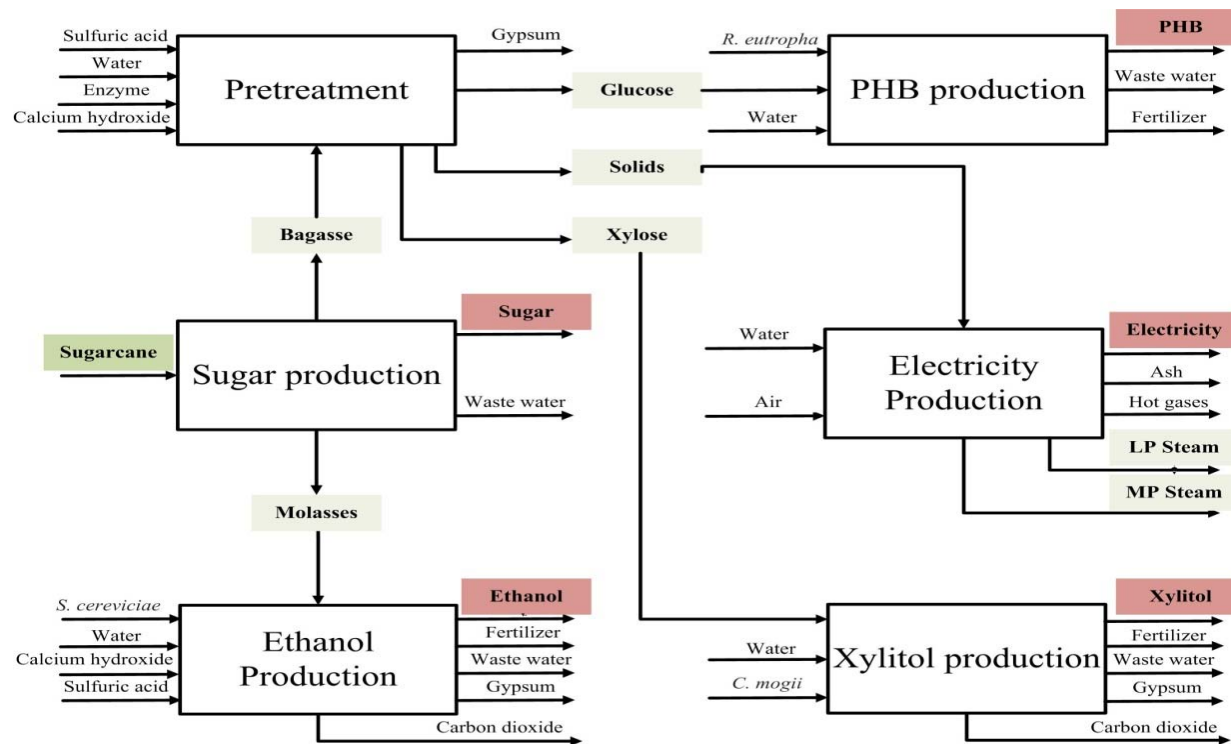 Sulfuric acid
Water
Enzyme
Calcium hydroxide
Pretreatment
Gypsum
Glucose
Solids
Xylose
R. eutropha
Water
PHB production
PHB
Waste water
Fertilizer
Bagasse
Sugarcane
Sugar production
Sugar
Waste water
Water
Air
Electricity
Production
Electricity
Ash
Hot gases
LP Steam
MP Steam
Molasses
S. cereviciae
Water
Calcium hydroxide
Sulfuric acid
Ethanol
Production
Ethanol
Fertilizer
Waste water
Gypsum
Carbon dioxide
Water
C. mogii
Xylitol production
Xylitol
Fertilizer
Waste water
Gypsum
Carbon dioxide